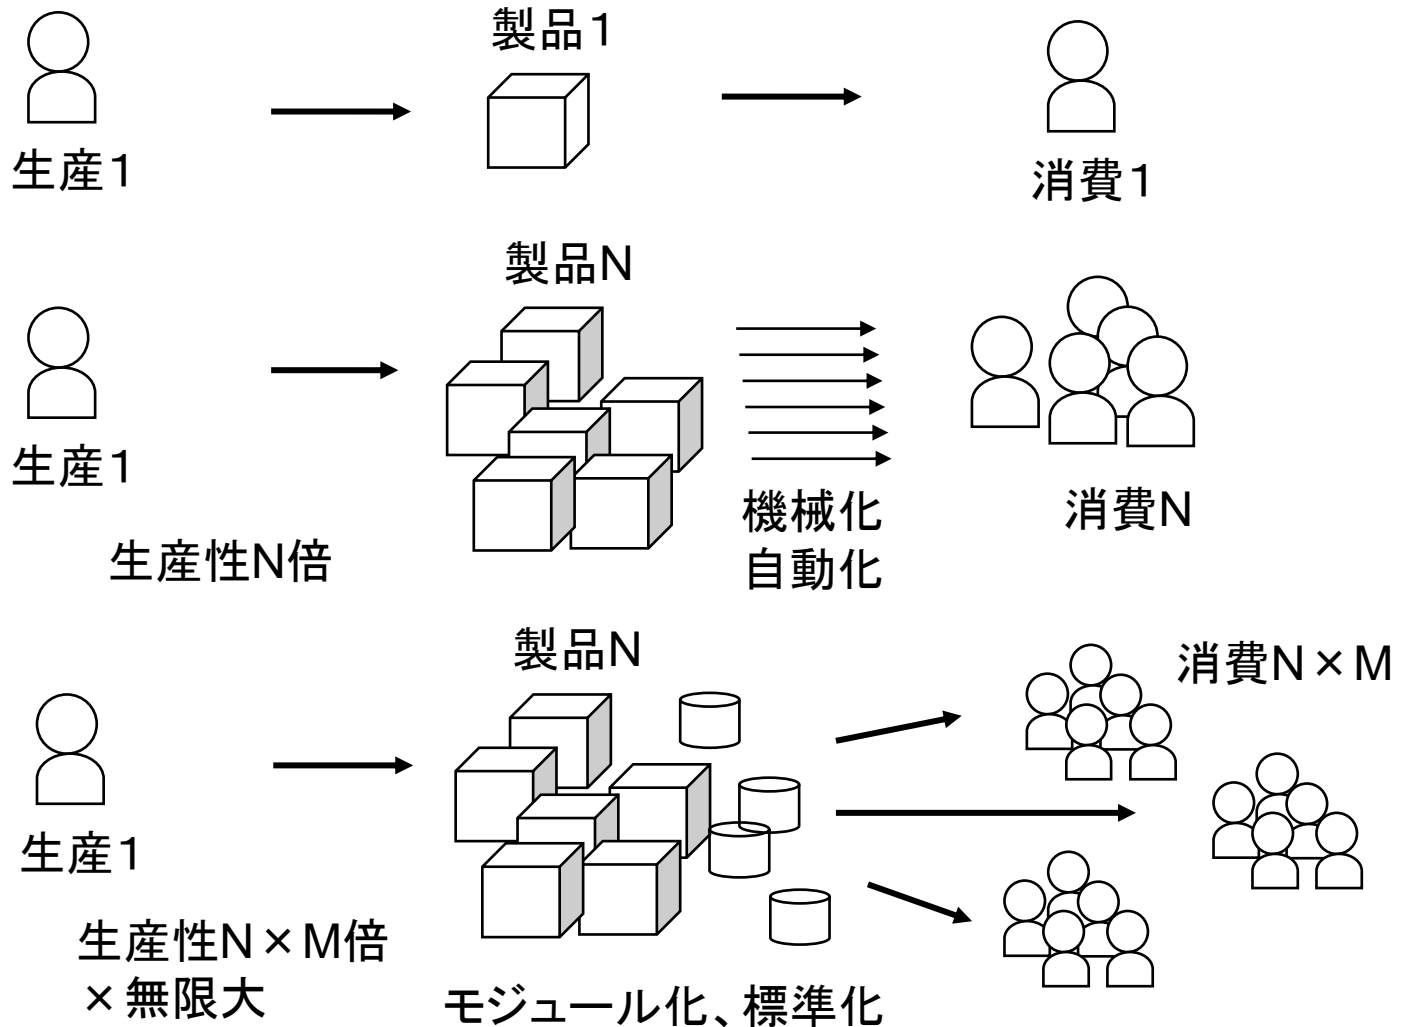 製品1
生産1
消費1
製品N
生産1
機械化
自動化
消費N
生産性N倍
製品N
消費N×M
生産1
生産性N×M倍
×無限大
モジュール化、標準化